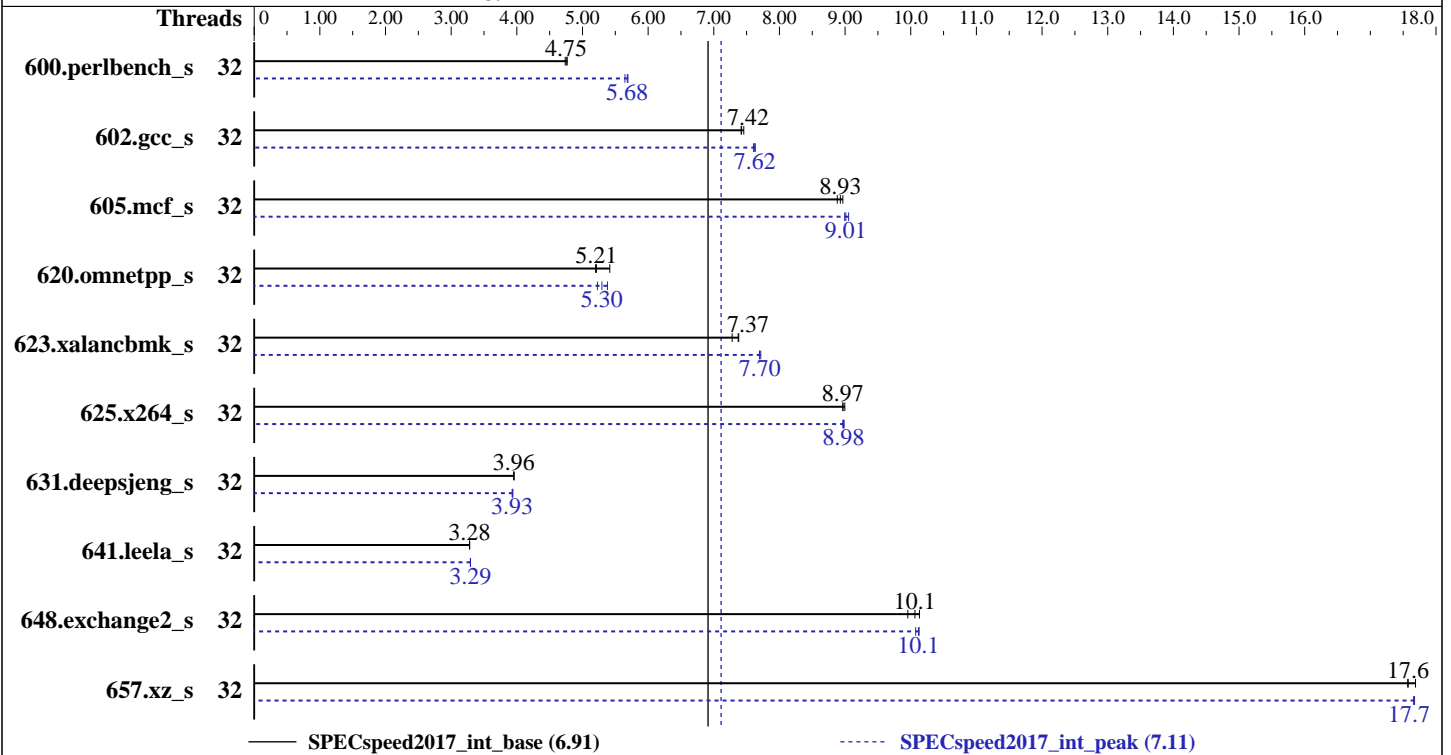 Threads 0 1.00 2.00 3.00 4.00 5.00 6.00 7.00 8.00 9.00 10.0 11.0 12.0 13.0 14.0 15.0 16.0 18.0
4.75
600.perlbench_s 32
5.68
7.42
602.gcc_s 32
7.62
8.93
605.mcf_s 32
9.01
5.21
620.omnetpp_s 32
5.30
7.37
623.xalancbmk_s 32
7.70
8.97
625.x264_s 32
8.98
3.96
631.deepsjeng_s 32
3.93
3.28
641.leela_s 32
3.29
10.1
648.exchange2_s 32
10.1
17.6
657.xz_s 32
17.7
SPECspeed2017_int_base (6.91) SPECspeed2017_int_peak (7.11)